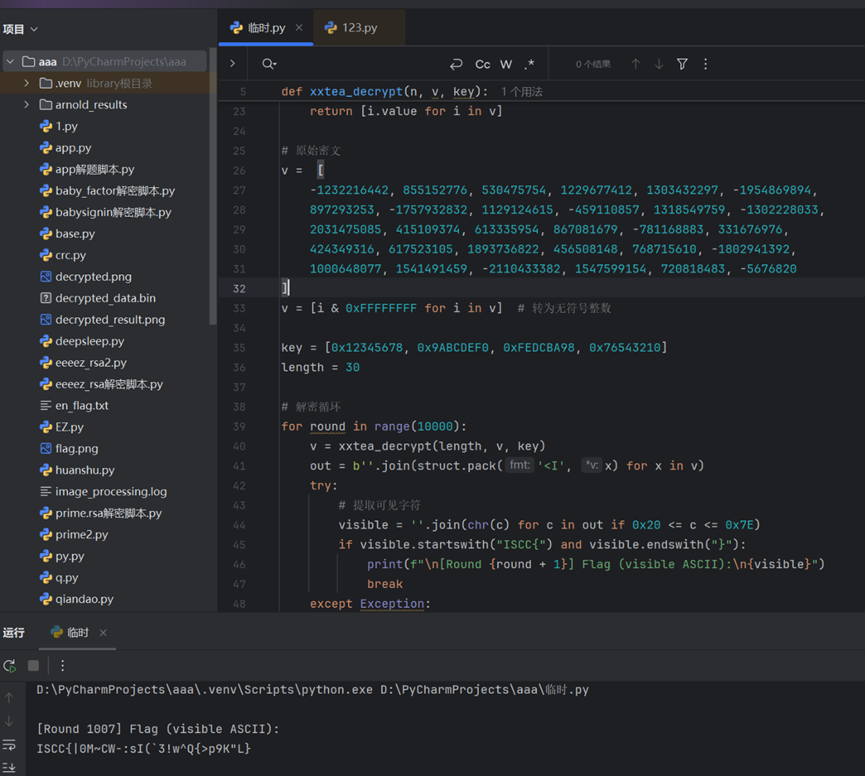 项目
临时.py
123.py
aaa D:\PyCharmProjects\aaa
Cc W .*
0 个结果
.venv library根目录
arnold_results
1.py
app.py
app解题脚本.py
baby_factor解密脚本.py
babysignin解密脚本.py
base.py
crc.py
decrypted.png
decrypted_data.bin
decrypted_result.png
deepsleep.py
eeeez_rsa2.py
eeeez_rsa解密脚本.py
en_flag.txt
EZ.py
flag.png
huanshu.py
image_processing.log
prime.rsa解密脚本.py
prime2.py
py.py
q.py
qiandao.py
5 def xxtea_decrypt(n, v, key): 1 个用法
23 return [i.value for i in v]
24
25 # 原始密文
26 v = [
27 -1232216442, 855152776, 530475754, 1229677412, 1303432297, -1954869894,
28 897293253, -1757932832, 1129124615, -459110857, 1318549759, -1302228033,
29 2031475085, 415109374, 613335954, 867081679, -781168883, 331676976,
30 424349316, 617523105, 1893736822, 456508148, 768715610, -1802941392,
31 1000648077, 1541491459, -2110433382, 1547599154, 720818483, -5676820
32 ]
33 v = [i & 0xFFFFFFFF for i in v] # 转为无符号整数
34
35 key = [0x12345678, 0x9ABCDEF0, 0xFEDCBA98, 0x76543210]
36 length = 30
37
38 # 解密循环
39 for round in range(10000):
40 v = xxtea_decrypt(length, v, key)
41 out = b''.join(struct.pack( fmt: '<I', *v: x) for x in v)
42 try:
43 # 提取可见字符
44 visible = ''.join(chr(c) for c in out if 0x20 <= c <= 0x7E)
45 if visible.startswith("ISCC{") and visible.endswith("}"):
46 print(f"\n[Round {round + 1}] Flag (visible ASCII):\n{visible}")
47 break
48 except Exception:
运行
临时
D:\PyCharmProjects\aaa\.venv\Scripts\python.exe D:\PyCharmProjects\aaa\临时.py
[Round 1007] Flag (visible ASCII):
ISCC{|0M~CW-:sI(`3!w^Q{>p9K"L}